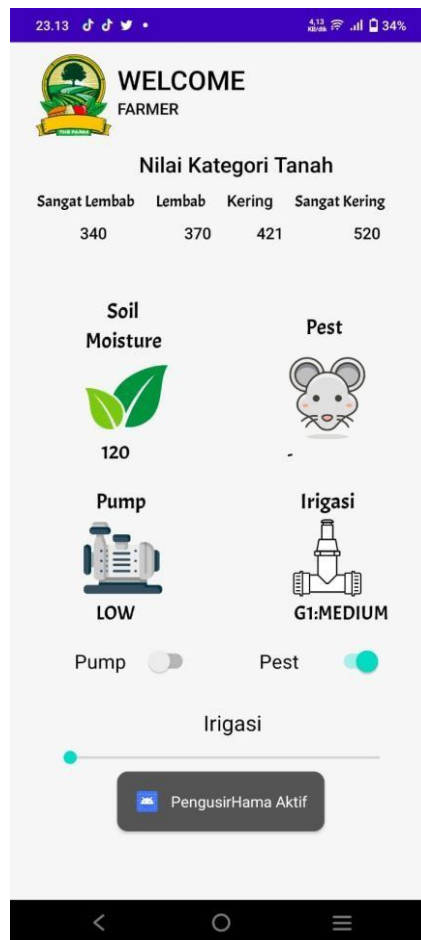 23.13
4,13 KB/dtk
34%
WELCOME
FARMER
THE FARM
Nilai Kategori Tanah
Sangat Lembab Lembab Kering Sangat Kering
340 370 421 520
Soil
Moisture
Pest
120
-
Pump
Irigasi
LOW
G1:MEDIUM
Pump
Pest
Irigasi
PengusirHama Aktif